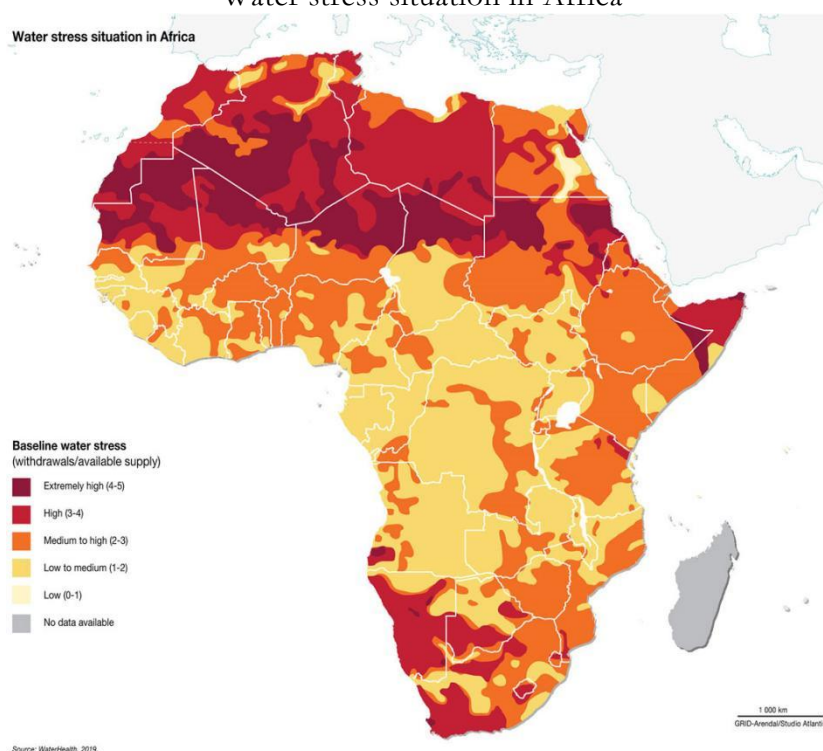 Water stress situation in Africa
Water stress situation in Africa
Baseline water stress
(withdrawals/available supply)
Extremely high (4-5)
High (3-4)
Medium to high (2-3)
Low to medium (1-2)
Low (0-1)
No data available
1 000 km
GRID-Arendal/Studio Atlanti
Source: WaterHealth, 2019